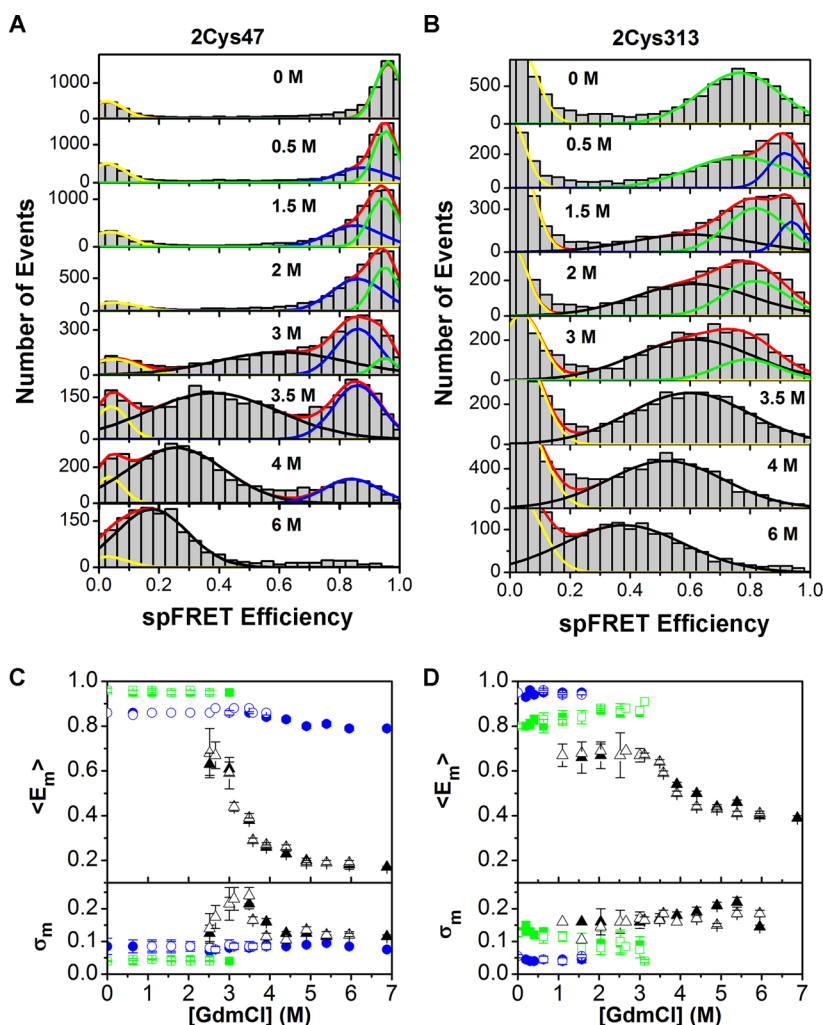 A
2Cys47
0 M
1000
0
0.5 M
1000
0
1.5 M
1000
0
2 M
500
0
3 M
300
0
3.5 M
150
0
4 M
200
0
6 M
150
0
0.0 0.2 0.4 0.6 0.8 1.0
Number of Events
spFRET Efficiency
B
2Cys313
0 M
500
0
0.5 M
200
0
1.5 M
300
0
2 M
200
0
3 M
200
0
3.5 M
200
0
4 M
400
0
6 M
100
0
0.0 0.2 0.4 0.6 0.8 1.0
Number of Events
spFRET Efficiency
C
1.0
0.8
0.6
0.4
0.2
<Em>
0.2
0.1
0.0
σm
0 1 2 3 4 5 6 7
[GdmCl] (M)
D
1.0
0.8
0.6
0.4
0.2
<Em>
0.3
0.2
0.1
0.0
σm
0 1 2 3 4 5 6 7
[GdmCl] (M)